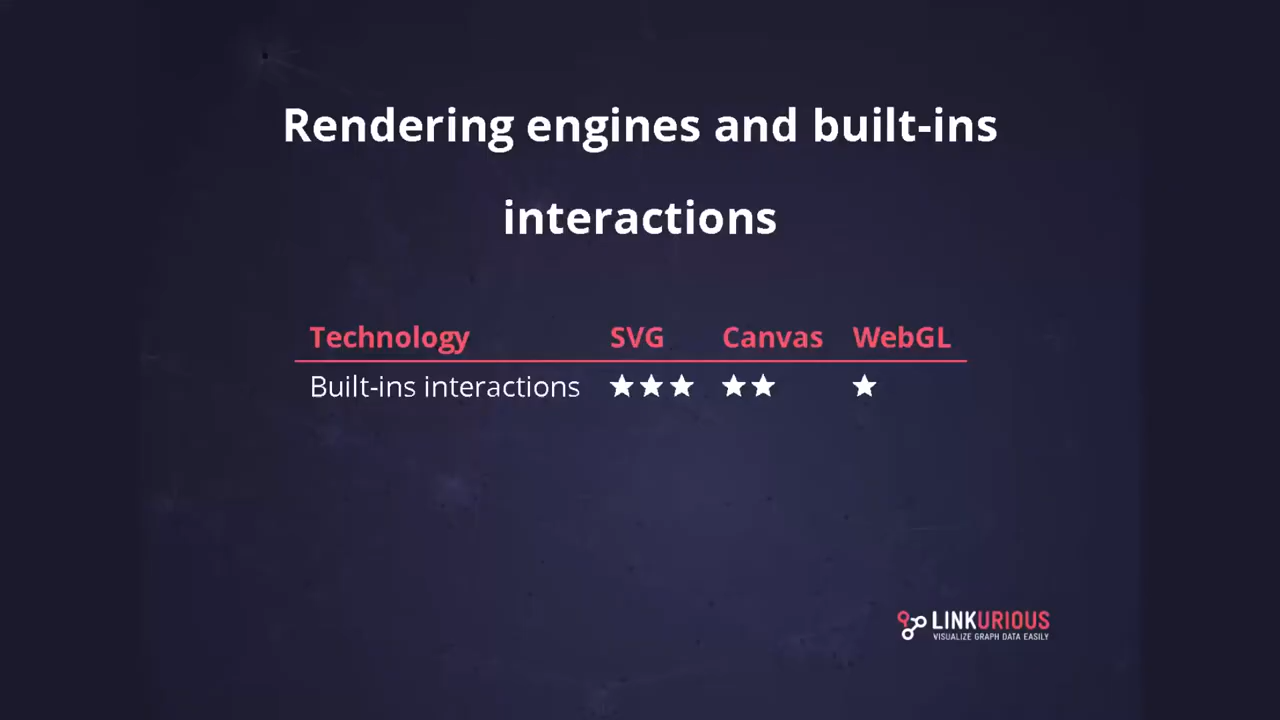 Rendering engines and built-ins
interactions
Technology SVG Canvas WebGL
Built-ins interactions ★★★ ★★ ★
LINKURIOUS
VISUALIZE GRAPH DATA EASILY